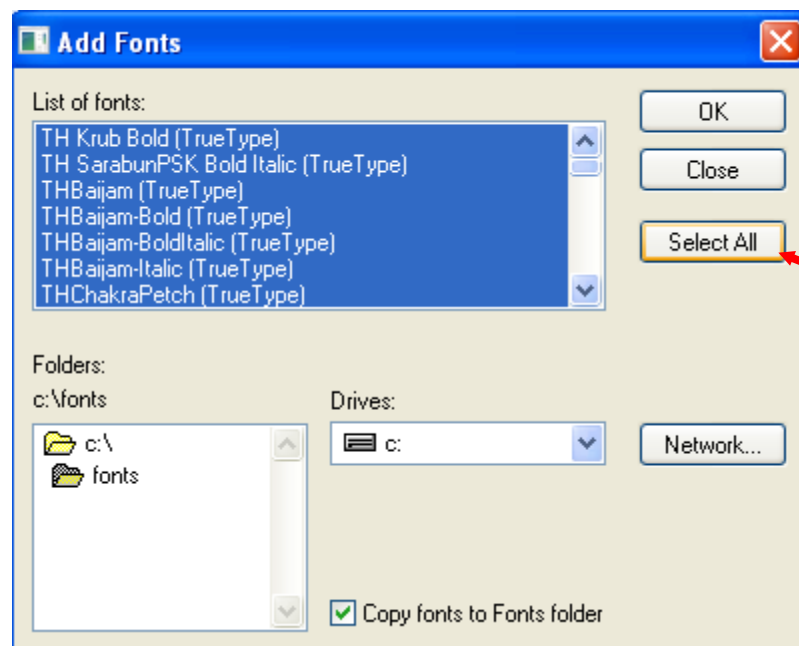 Add Fonts
List of fonts:
TH Krub Bold (TrueType)
TH SarabunPSK Bold Italic (TrueType)
THBaijam (TrueType)
THBaijam-Bold (TrueType)
THBaijam-BoldItalic (TrueType)
THBaijam-Italic (TrueType)
THChakraPetch (TrueType)
OK
Close
Select All
Folders:
c:\fonts
c:\
fonts
Drives:
c:
Network...
Copy fonts to Fonts folder